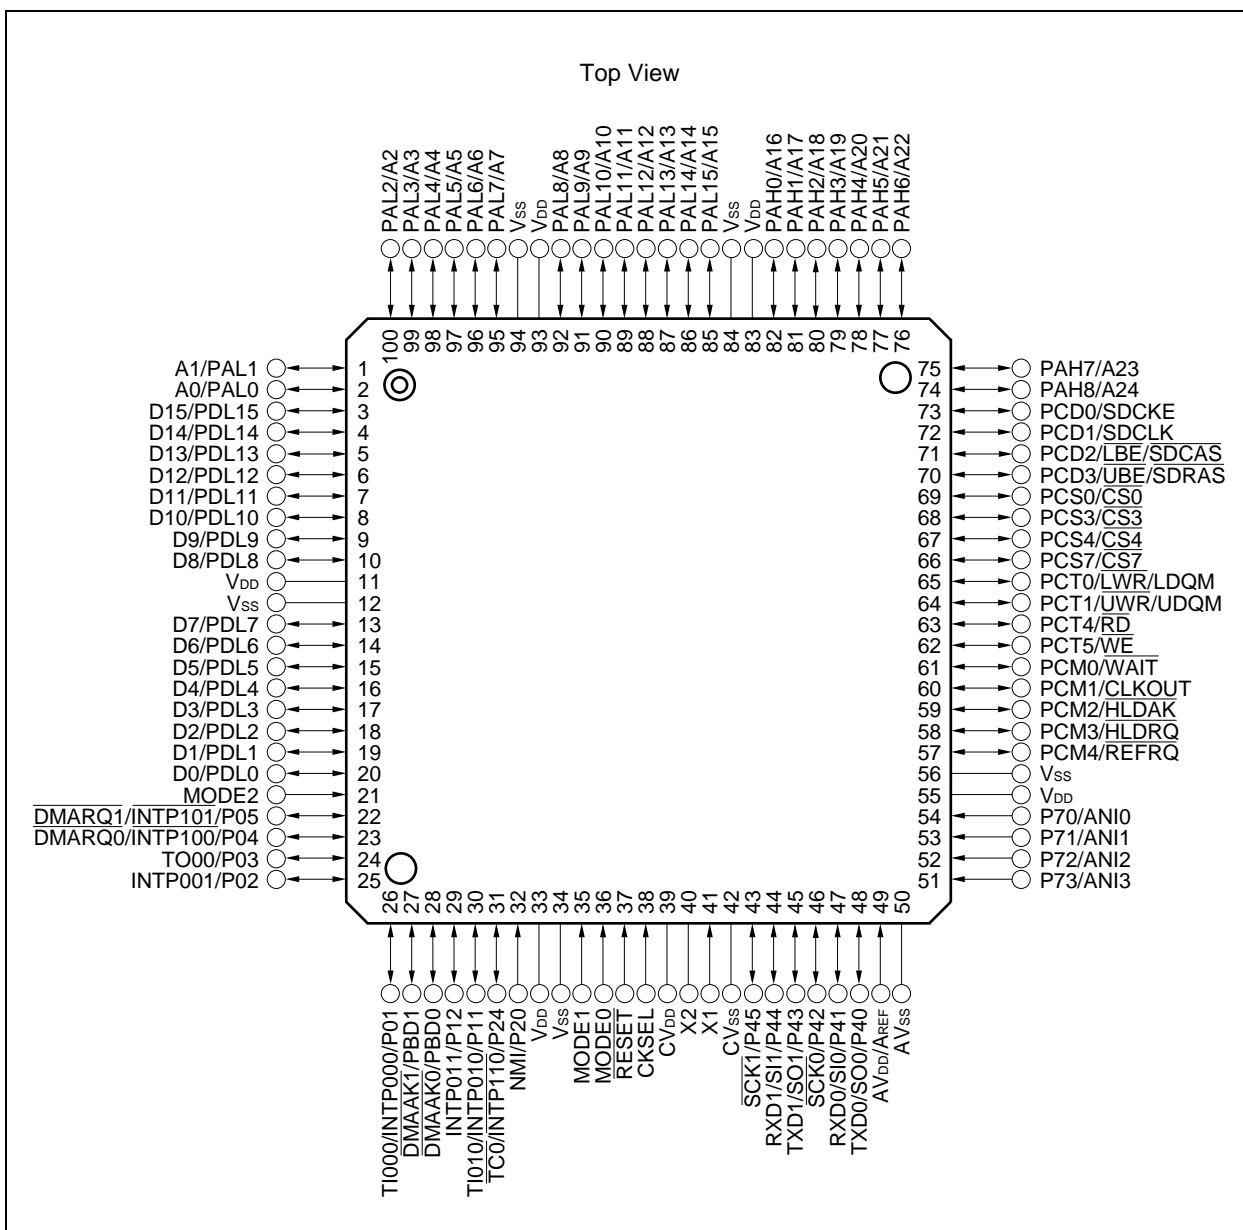 Top View
PAL2/A2
PAL3/A3
PAL4/A4
PAL5/A5
PAL6/A6
PAL7/A7
VSS
VDD
PAL8/A8
PAL9/A9
PAL10/A10
PAL11/A11
PAL12/A12
PAL13/A13
PAL14/A14
PAL15/A15
VSS
VDD
PAH0/A16
PAH1/A17
PAH2/A18
PAH3/A19
PAH4/A20
PAH5/A21
PAH6/A22
100
99
98
97
96
95
94
93
92
91
90
89
88
87
86
85
84
83
82
81
80
79
78
77
76
A1/PAL1 1
A0/PAL0 2
D15/PDL15 3
D14/PDL14 4
D13/PDL13 5
D12/PDL12 6
D11/PDL11 7
D10/PDL10 8
D9/PDL9 9
D8/PDL8 10
VDD 11
VSS 12
D7/PDL7 13
D6/PDL6 14
D5/PDL5 15
D4/PDL4 16
D3/PDL3 17
D2/PDL2 18
D1/PDL1 19
D0/PDL0 20
MODE2 21
DMARQ1/INTP101/P05 22
DMARQ0/INTP100/P04 23
TO00/P03 24
INTP001/P02 25
75 PAH7/A23
74 PAH8/A24
73 PCD0/SDCKE
72 PCD1/SDCLK
71 PCD2/LBE/SDCAS
70 PCD3/UBE/SDRAS
69 PCS0/CS0
68 PCS3/CS3
67 PCS4/CS4
66 PCS7/CS7
65 PCT0/LWR/LDQM
64 PCT1/UWR/UDQM
63 PCT4/RD
62 PCT5/WE
61 PCM0/WAIT
60 PCM1/CLKOUT
59 PCM2/HLDAK
58 PCM3/HLDRQ
57 PCM4/REFRQ
56 VSS
55 VDD
54 P70/ANI0
53 P71/ANI1
52 P72/ANI2
51 P73/ANI3
26
27
28
29
30
31
32
33
34
35
36
37
38
39
40
41
42
43
44
45
46
47
48
49
50
TI000/INTP000/P01
DMAAK1/PBD1
DMAAK0/PBD0
INTP011/P12
TI010/INTP010/P11
TC0/INTP110/P24
NMI/P20
VDD
VSS
MODE1
MODE0
RESET
CKSEL
CVDD
X2
X1
CVSS
SCK1/P45
RXD1/SI1/P44
TXD1/SO1/P43
SCK0/P42
RXD0/SI0/P41
TXD0/SO0/P40
AVDD/AREF
AVSS